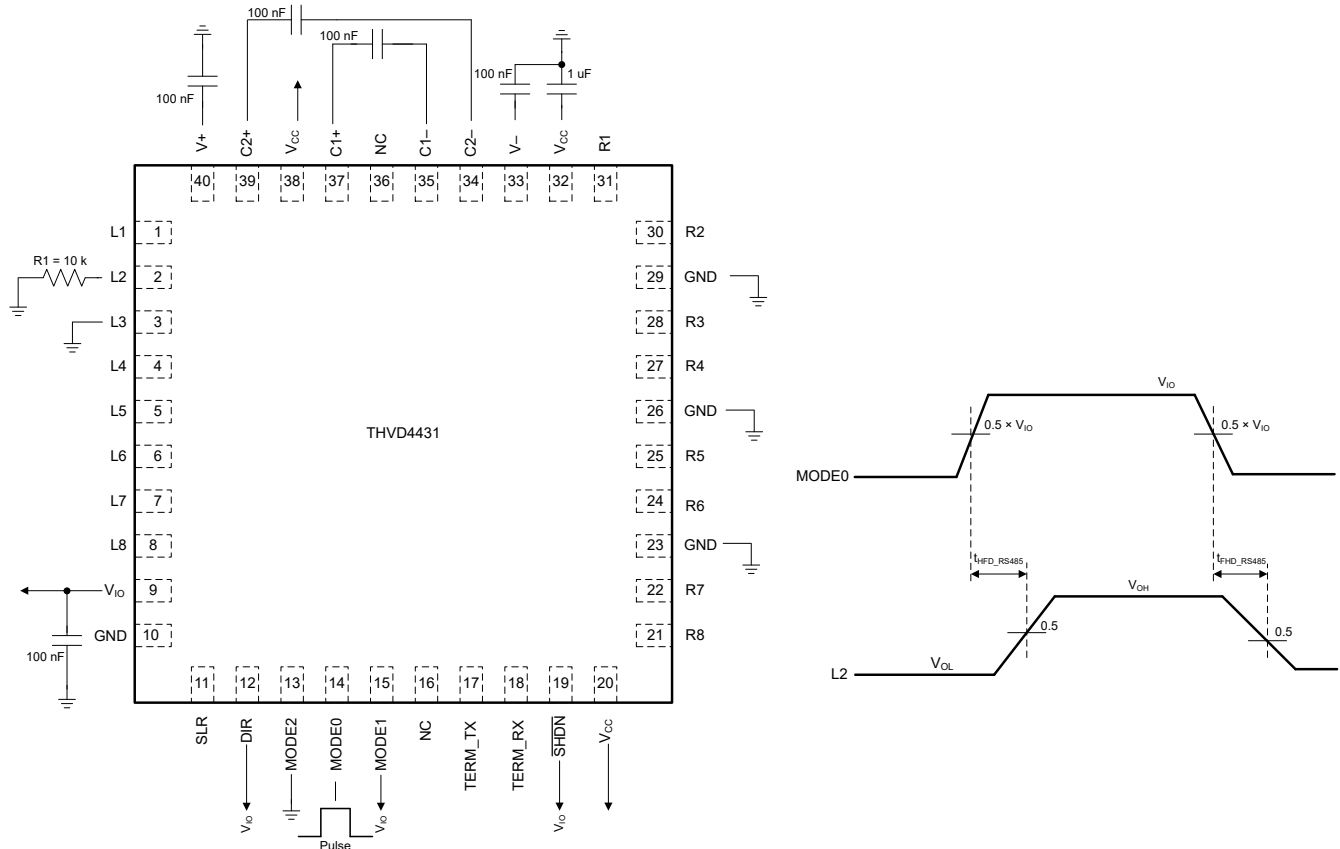 100 nF
100 nF
100 nF
1 uF
100 nF
V+
C2+
VCC
C1+
NC
C1–
C2–
V–
VCC
R1
40
39
38
37
36
35
34
33
32
31
L1 1
R1 = 10 k
L2 2
L3 3
L4 4
L5 5
L6 6
L7 7
L8 8
VIO 9
GND 10
100 nF
THVD4431
30 R2
29 GND
28 R3
27 R4
26 GND
25 R5
24 R6
23 GND
22 R7
21 R8
11
12
13
14
15
16
17
18
19
20
SLR
DIR
MODE2
MODE0
MODE1
NC
TERM_TX
TERM_RX
SHDN
VCC
VIO
Pulse
VIO
VIO
VIO
0.5 × VIO
0.5 × VIO
MODE0
tHFD_RS485
tFHD_RS485
VOH
0.5
0.5
VOL
L2